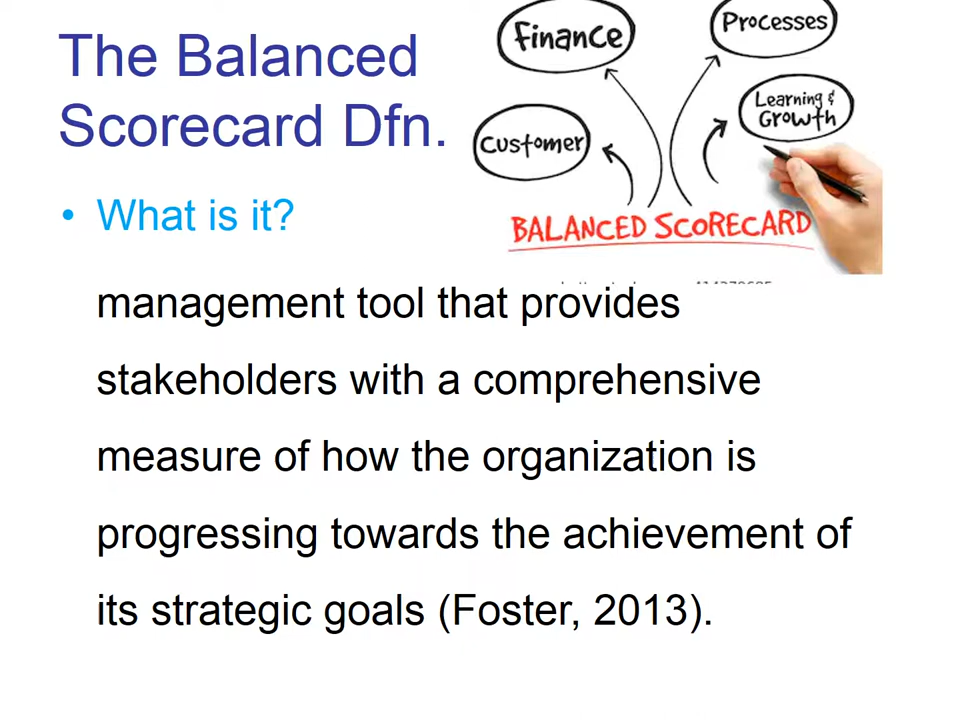 The Balanced
Scorecard Dfn.
Finance
Processes
Customer
Learning &
Growth
BALANCED SCORECARD
• What is it?
management tool that provides
stakeholders with a comprehensive
measure of how the organization is
progressing towards the achievement of
its strategic goals (Foster, 2013).